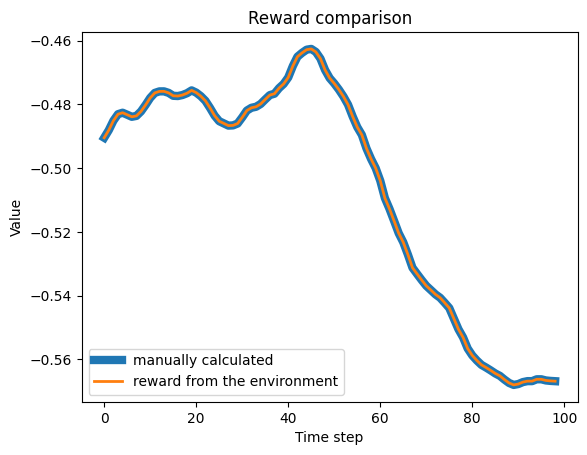 Reward comparison
−0.46
−0.48
−0.50
−0.52
−0.54
−0.56
Value
manually calculated
reward from the environment
0 20 40 60 80 100
Time step